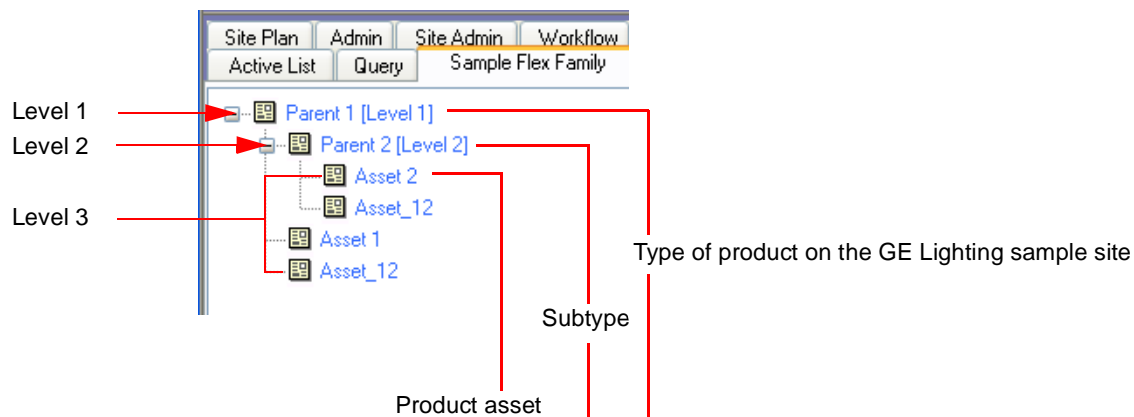 Site Plan Admin Site Admin Workflow
Active List Query Sample Flex Family
Level 1
Parent 1 [Level 1]
Level 2
Parent 2 [Level 2]
Asset 2
Level 3
Asset_12
Asset 1
Type of product on the GE Lighting sample site
Asset_12
Subtype
Product asset